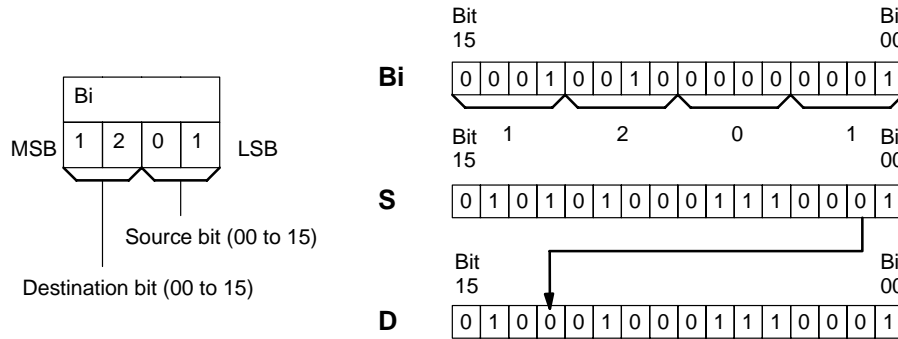 Bi
1 2 0 1
MSB
LSB
Source bit (00 to 15)
Destination bit (00 to 15)
Bit
15
Bi
00
Bi
0 0 0 1 0 0 1 0 0 0 0 0 0 0 0 1
1 2 0 1
Bit
15
Bi
00
S
0 1 0 1 0 1 0 0 0 1 1 1 0 0 0 1
Bit
15
Bi
00
D
0 1 0 0 0 1 0 0 0 1 1 1 0 0 0 1